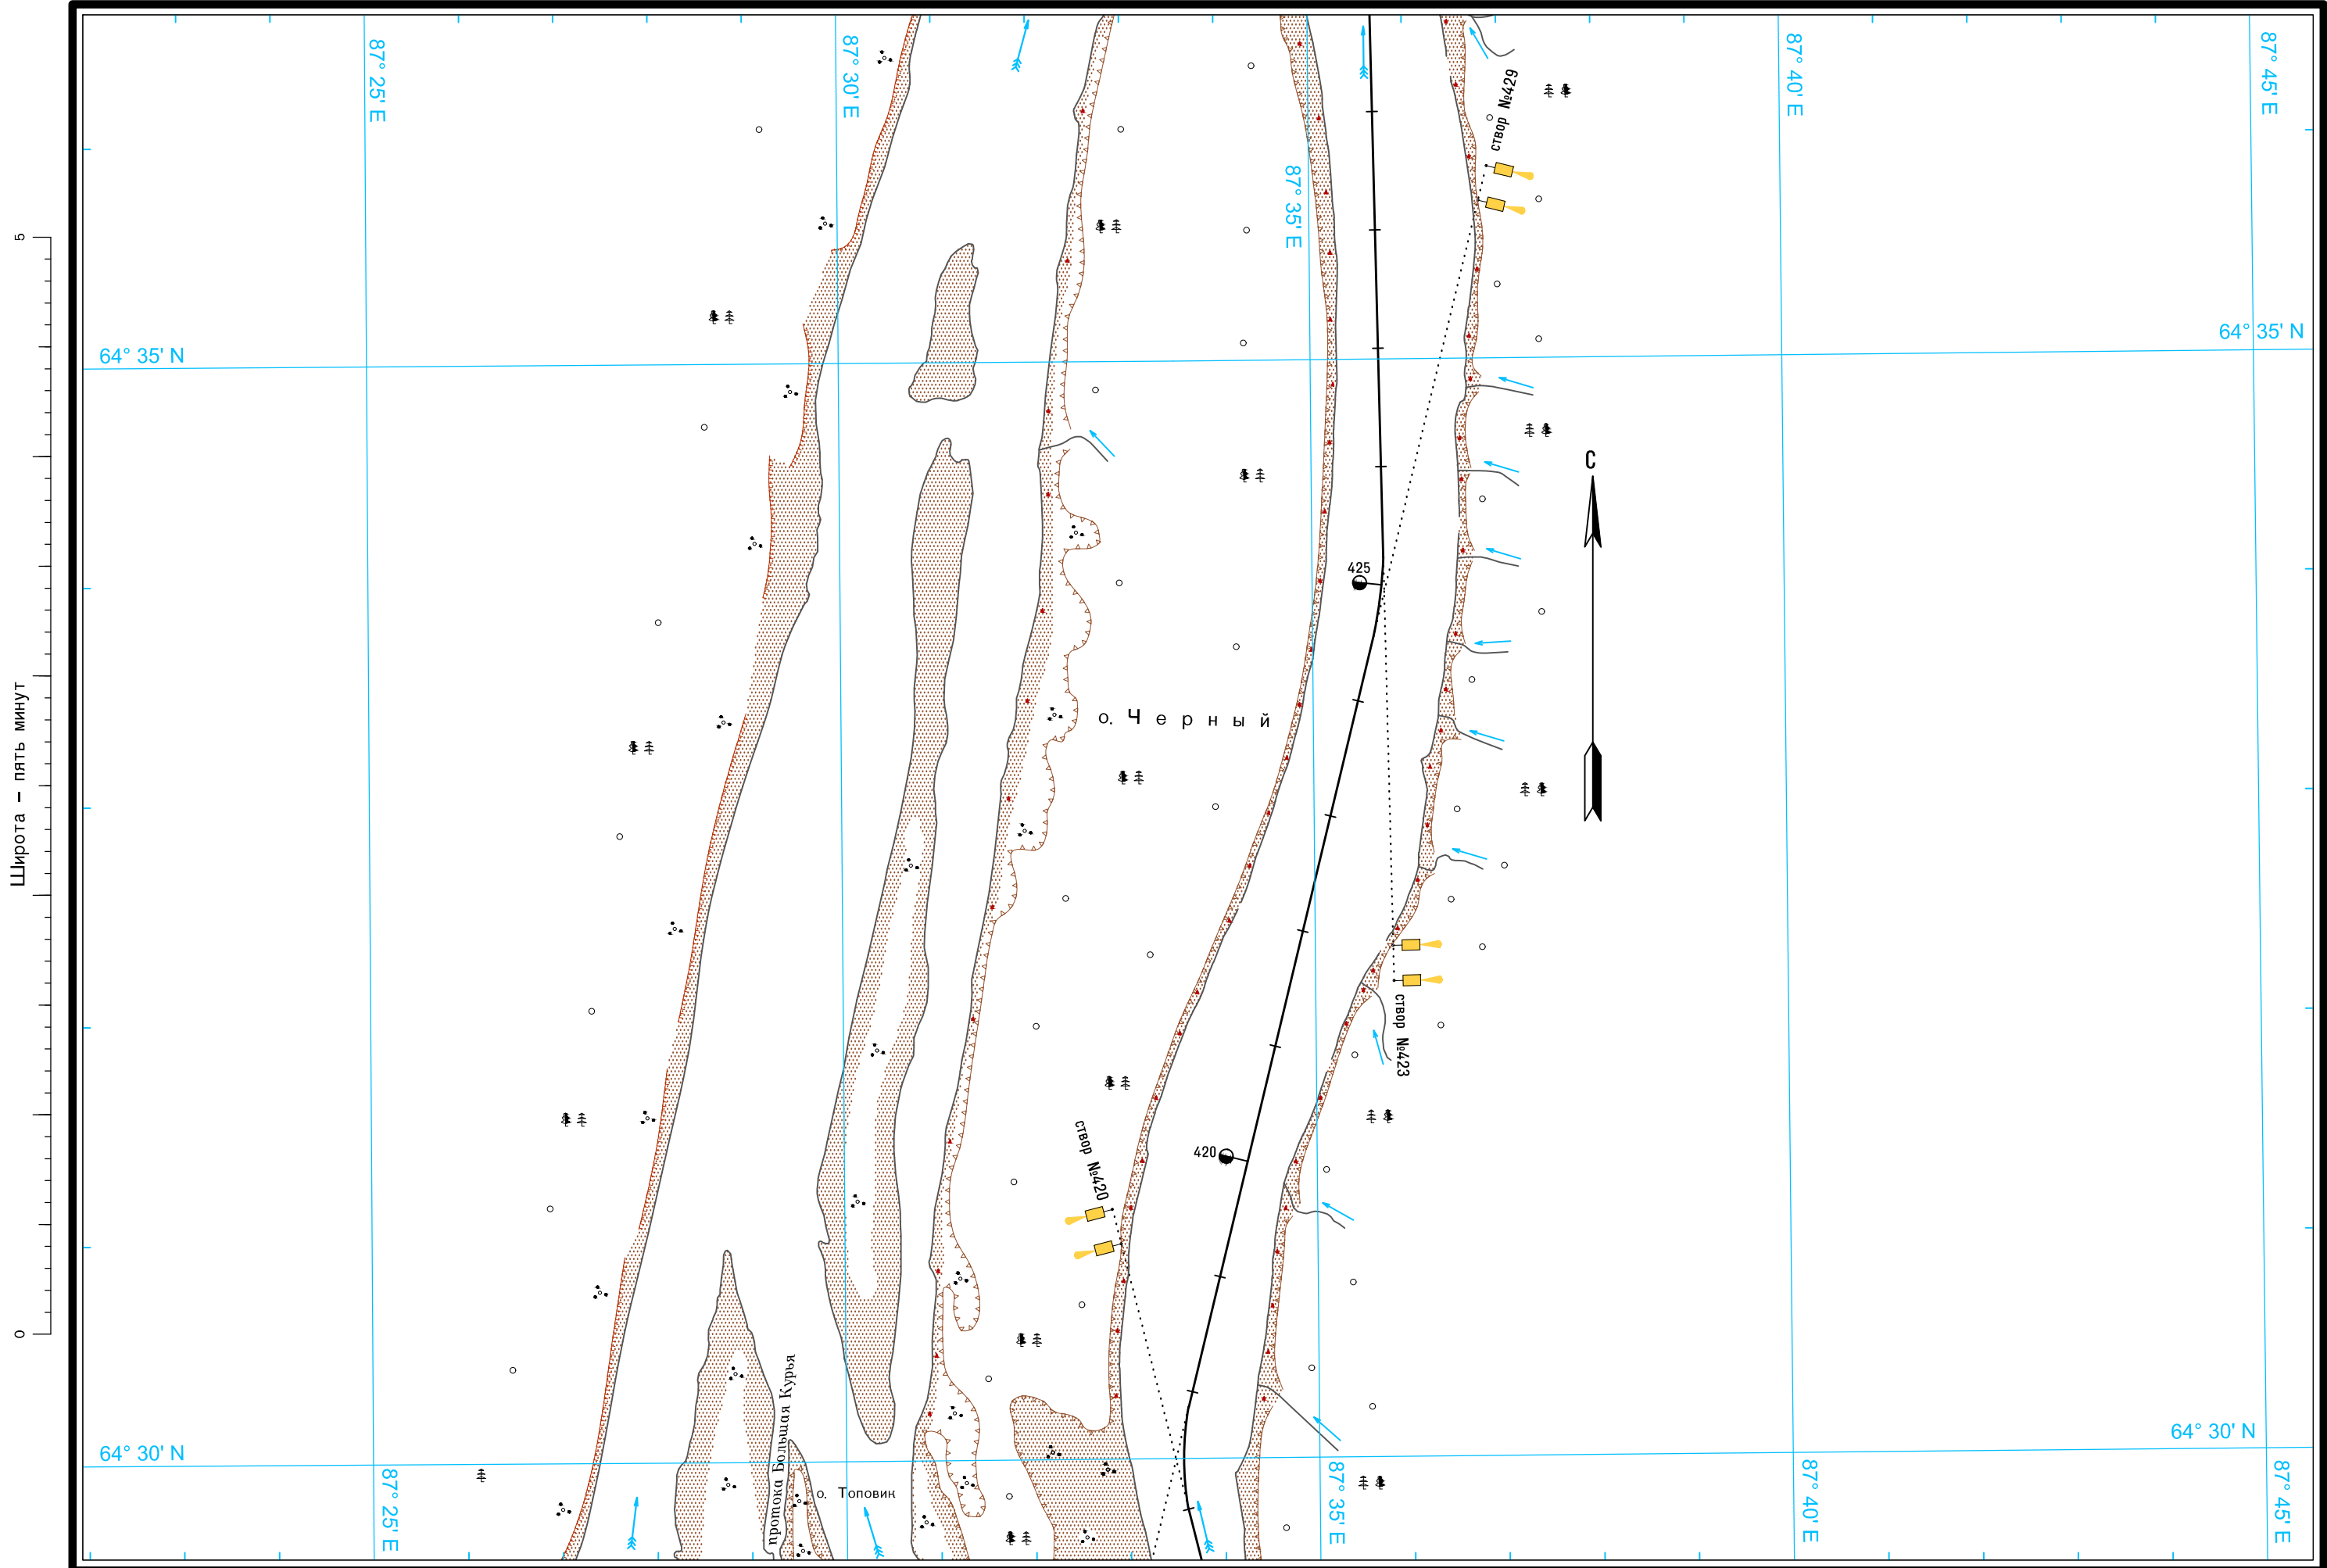 87° 25' E
87° 30' E
87° 40' E
87° 45' E
створ №429
87° 35' E
5
64° 35' N
64° 35' N
С
425
Широта – пять минут
о. Черный
створ №423
створ №420
420
0
протока Большая Курья
64° 30' N
64° 30' N
о. Топовик
87° 25' E
87° 35' E
87° 40' E
87° 45' E